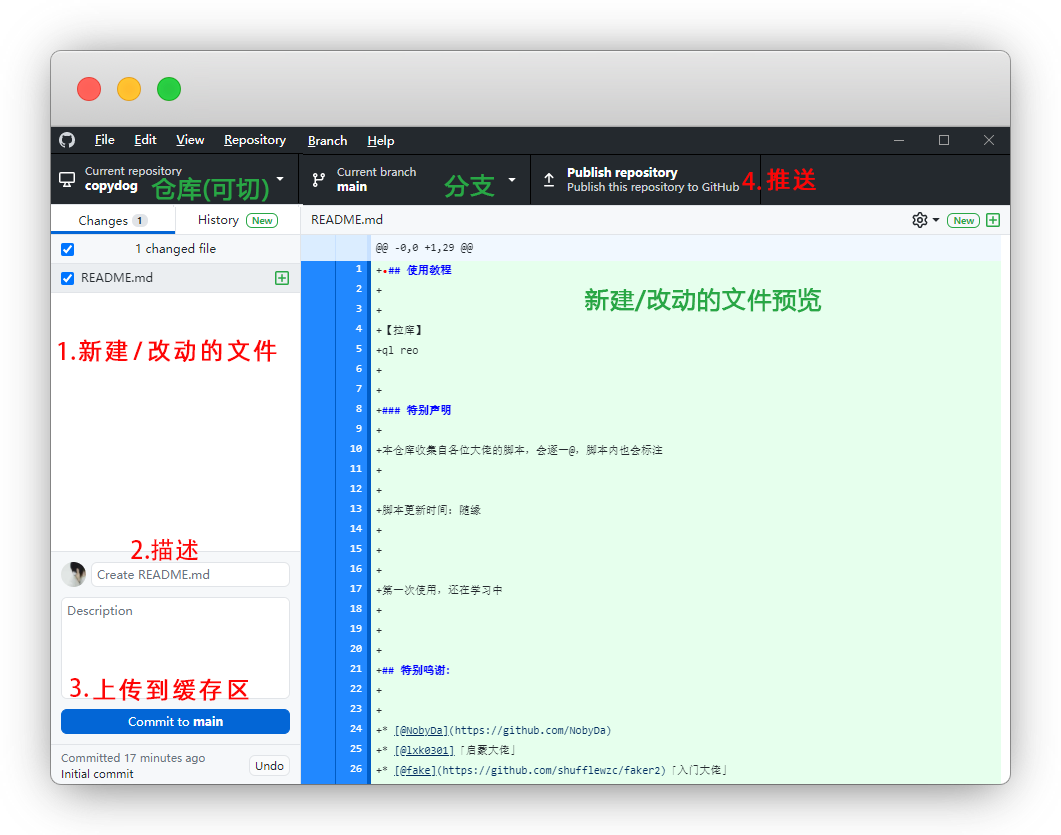 File Edit View Repository Branch Help
Current repository
copydog
仓库(可切)
Current branch
main
分支
Publish repository
Publish this repository to GitHub
4.推送
Changes 1
History New
README.md
New
1 changed file
README.md
1.新建/改动的文件
2.描述
Create README.md
Description
3.上传到缓存区
Commit to main
Committed 17 minutes ago
Initial commit
Undo
@@ -0,0 +1,29 @@
新建/改动的文件预览
1 +## 使用教程
2 +
3 +
4 +【拉库】
5 +ql reo
6 +
7 +
8 +### 特别声明
9 +
10 +本仓库收集自各位大佬的脚本，会逐一@，脚本内也会标注
11 +
12 +
13 +脚本更新时间：随缘
14 +
15 +
16 +
17 +第一次使用，还在学习中
18 +
19 +
20 +
21 +## 特别鸣谢：
22 +
23 +
24 +* [@NobyDa](https://github.com/NobyDa)
25 +* [@lxk0301]「启蒙大佬」
26 +* [@fake](https://github.com/shufflewzc/faker2)「入门大佬」